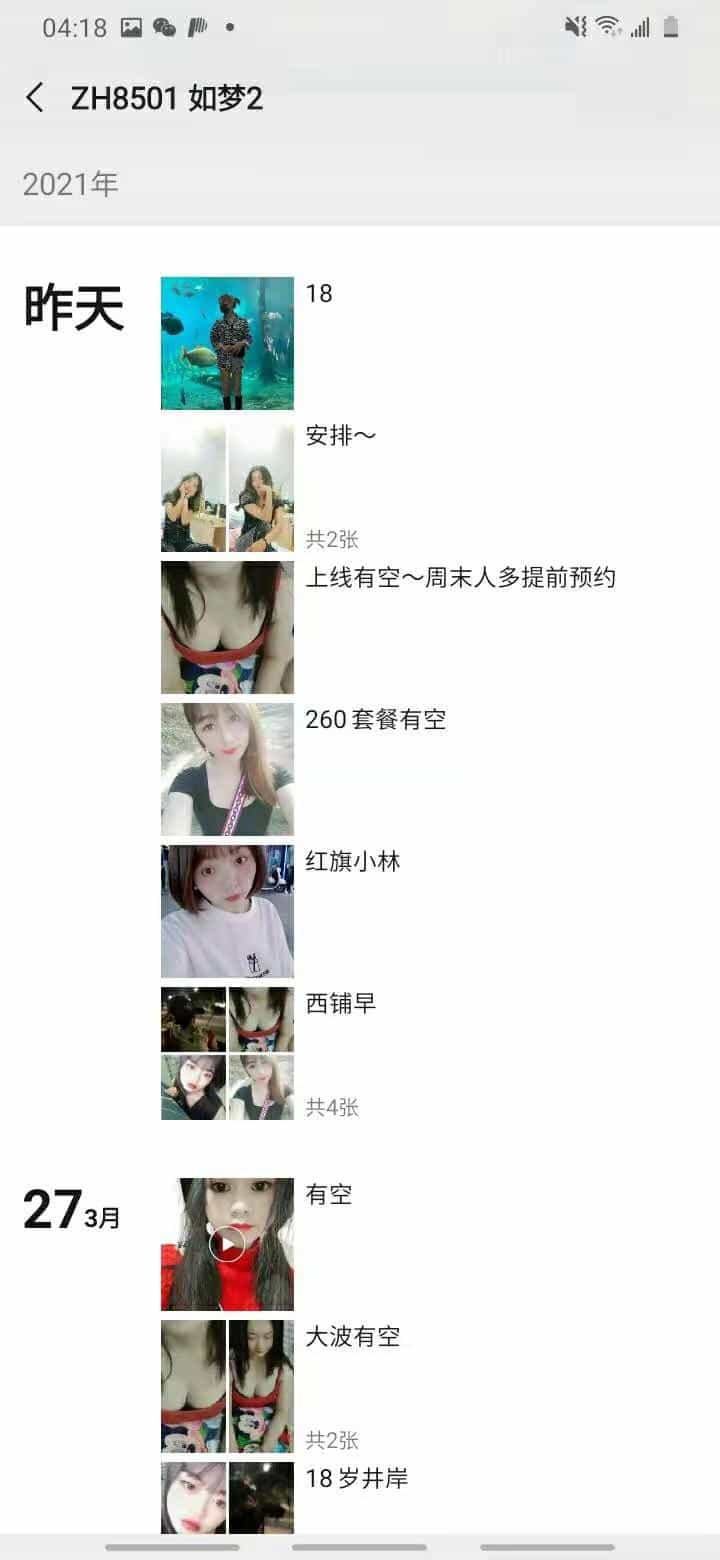 04:18
ZH8501 如梦2
2021年
昨天
18
安排～
共2张
上线有空～周末人多提前预约
260 套餐有空
红旗小林
西铺早
共4张
27 3月
有空
大波有空
共2张
18 岁井岸